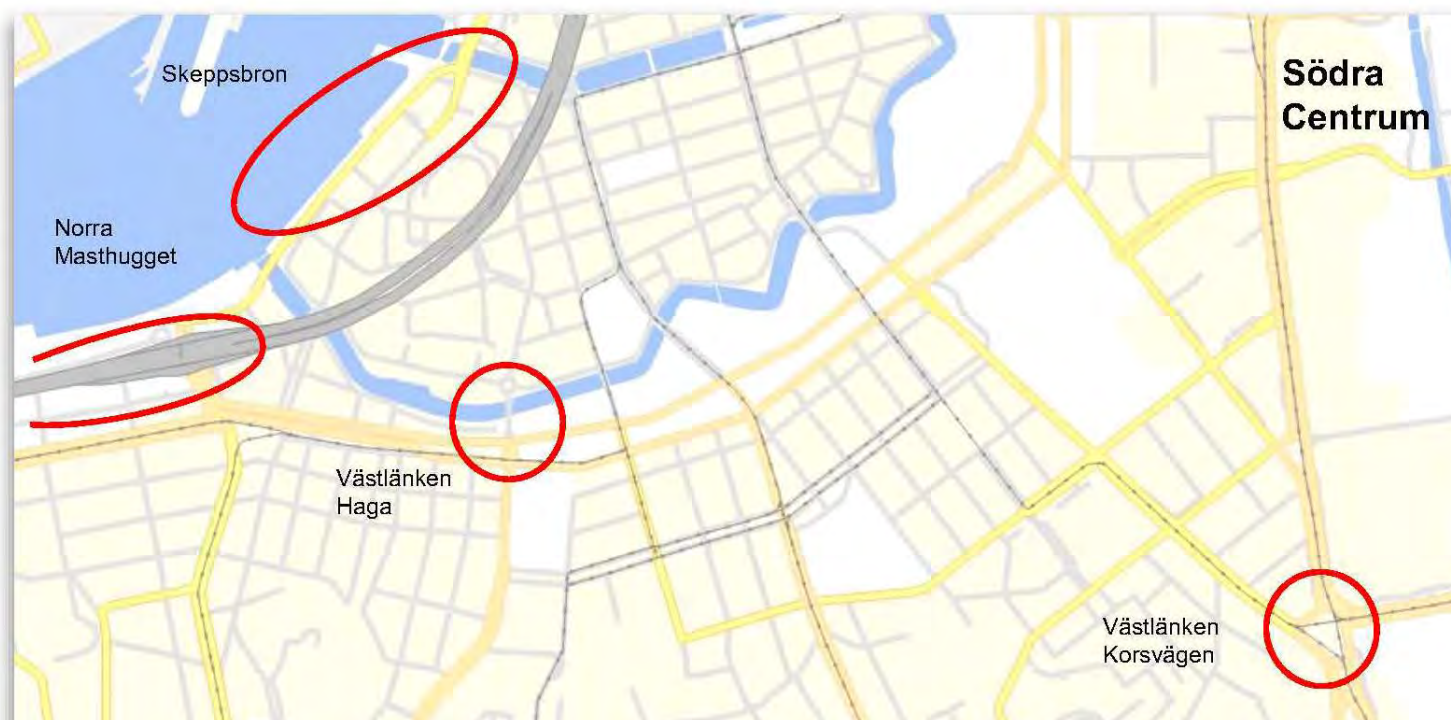 Skeppsbron
Södra
Centrum
Norra
Masthugget
Västlänken
Haga
Västlänken
Korsvägen